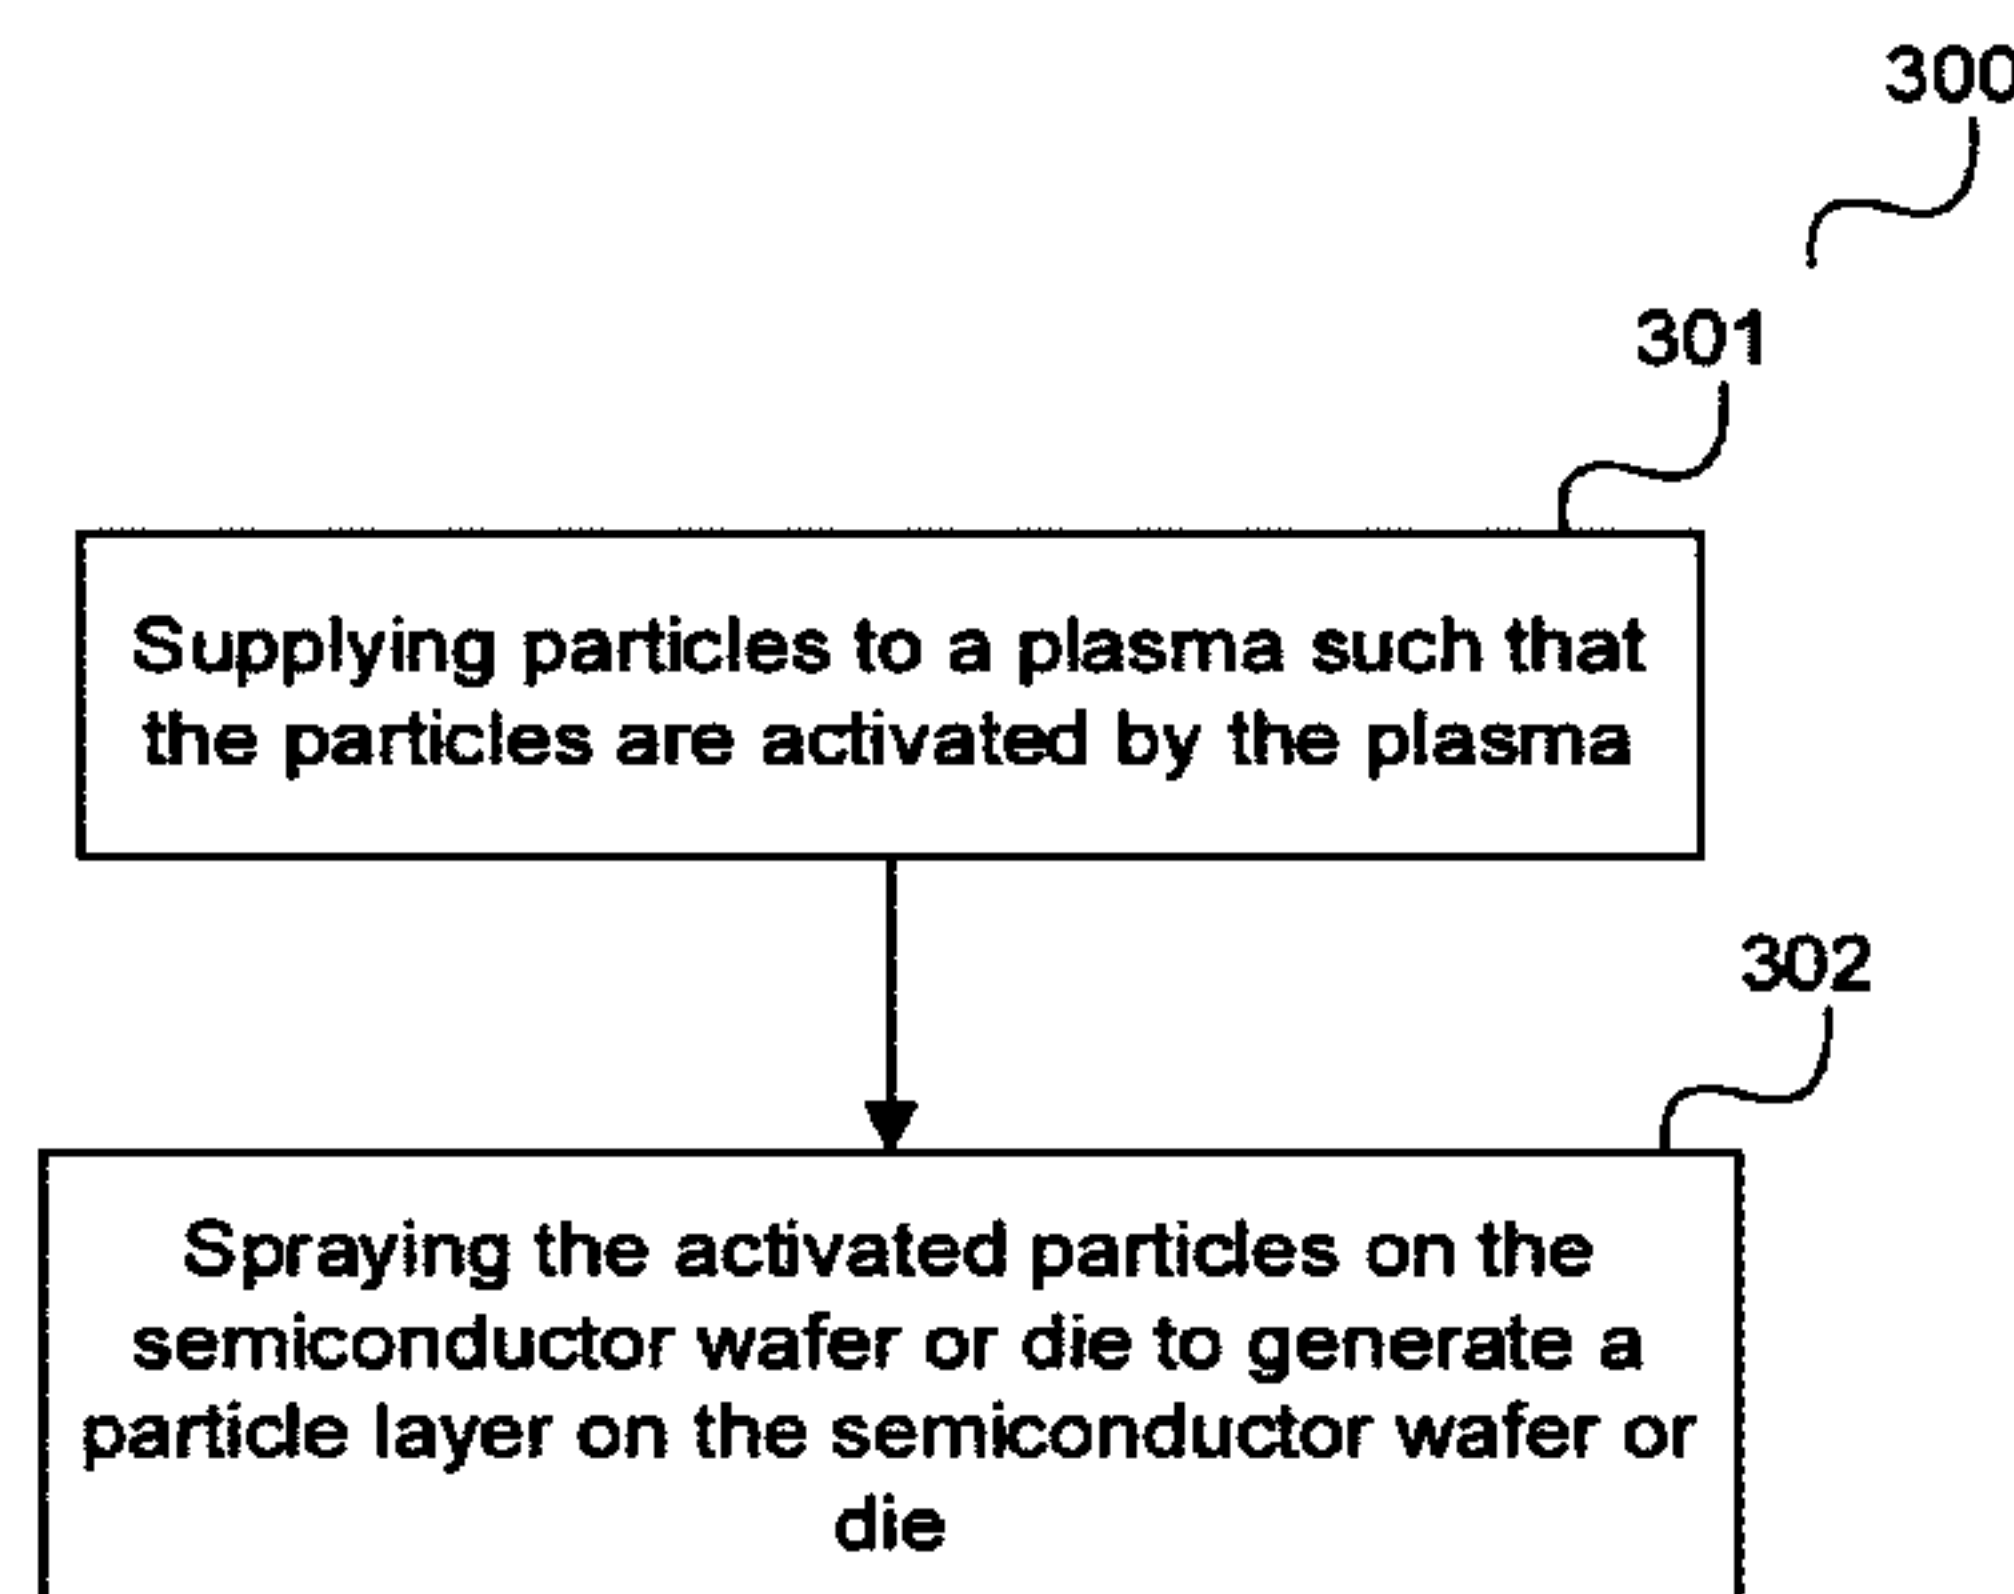 300
301
Supplying particles to a plasma such that
the particles are activated by the plasma
302
Spraying the activated particles on the
semiconductor wafer or die to generate a
particle layer on the semiconductor wafer or
die